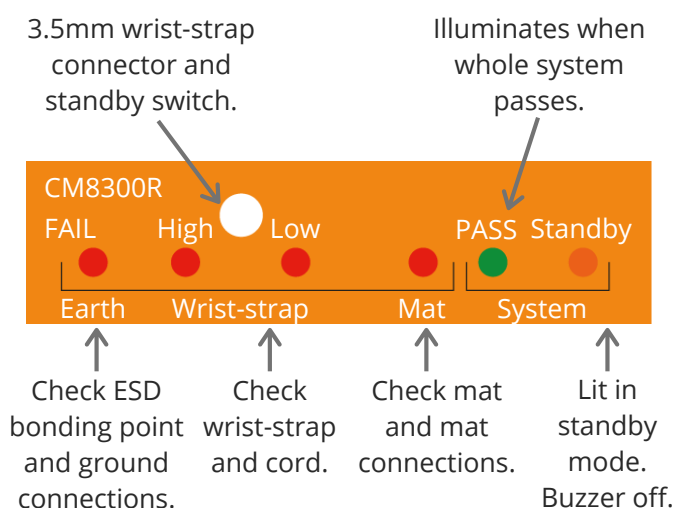 3.5mm wrist-strap
connector and
standby switch.
Illuminates when
whole system
passes.
CM8300R
FAIL High Low PASS Standby
Earth Wrist-strap Mat System
Check ESD
bonding point
and ground
connections.
Check
wrist-strap
and cord.
Check mat
and mat
connections.
Lit in
standby
mode.
Buzzer off.